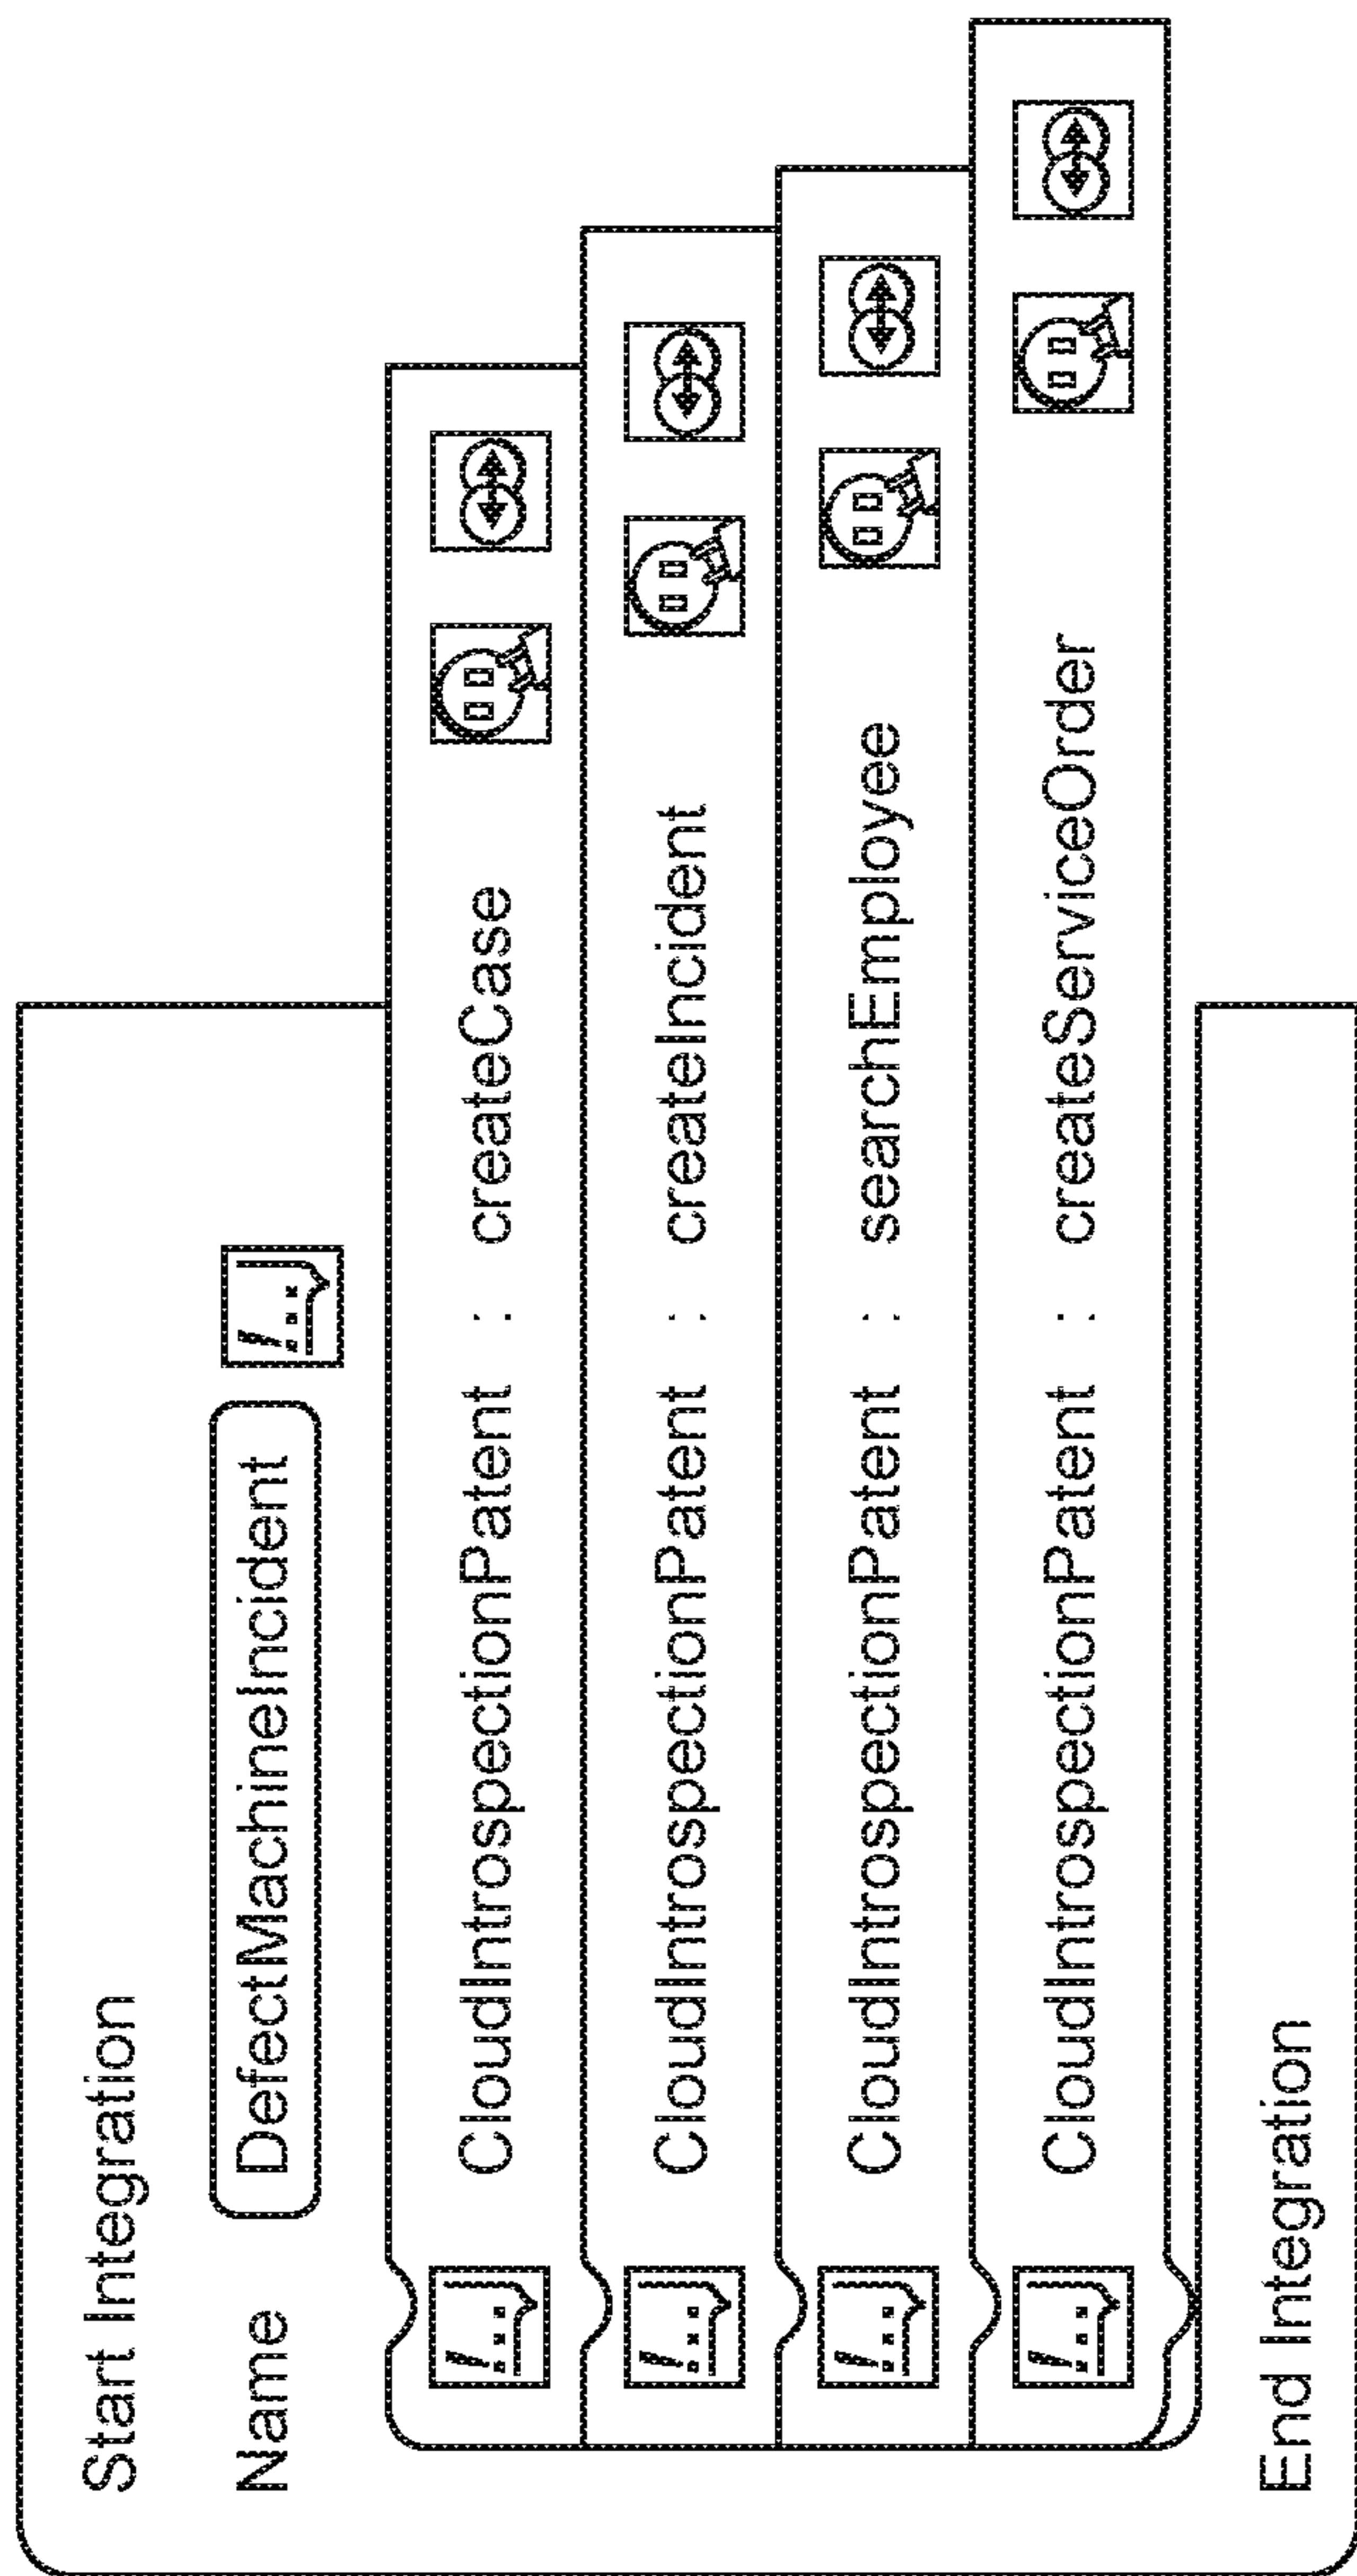 Start Integration
Name DefectMachineIncident
CloudIntrospectionPatent : createCase
CloudIntrospectionPatent : createIncident
CloudIntrospectionPatent : searchEmployee
CloudIntrospectionPatent : createServiceOrder
End Integration